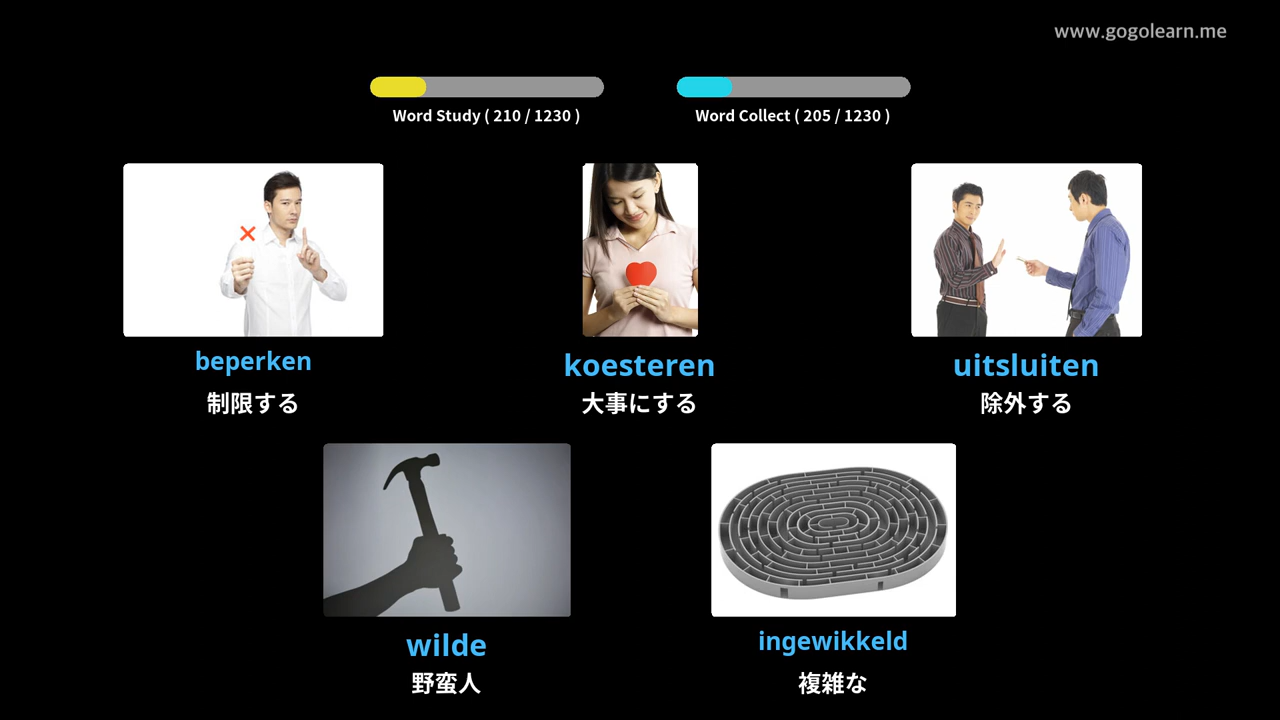 www.gogolearn.me
Word Study ( 210 / 1230 )
Word Collect ( 205 / 1230 )
beperken
制限する
koesteren
大事にする
uitsluiten
除外する
wilde
野蛮人
ingewikkeld
複雑な